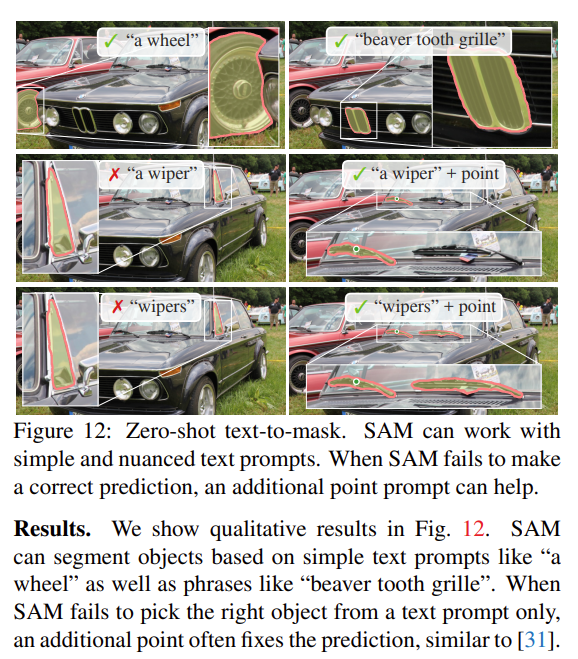 ✓ “a wheel”
✓ “beaver tooth grille”
✗ “a wiper”
✓ “a wiper” + point
✗ “wipers”
✓ “wipers” + point
Figure 12: Zero-shot text-to-mask. SAM can work with
simple and nuanced text prompts. When SAM fails to make
a correct prediction, an additional point prompt can help.
Results. We show qualitative results in Fig. 12. SAM
can segment objects based on simple text prompts like “a
wheel” as well as phrases like “beaver tooth grille”. When
SAM fails to pick the right object from a text prompt only,
an additional point often fixes the prediction, similar to [31].